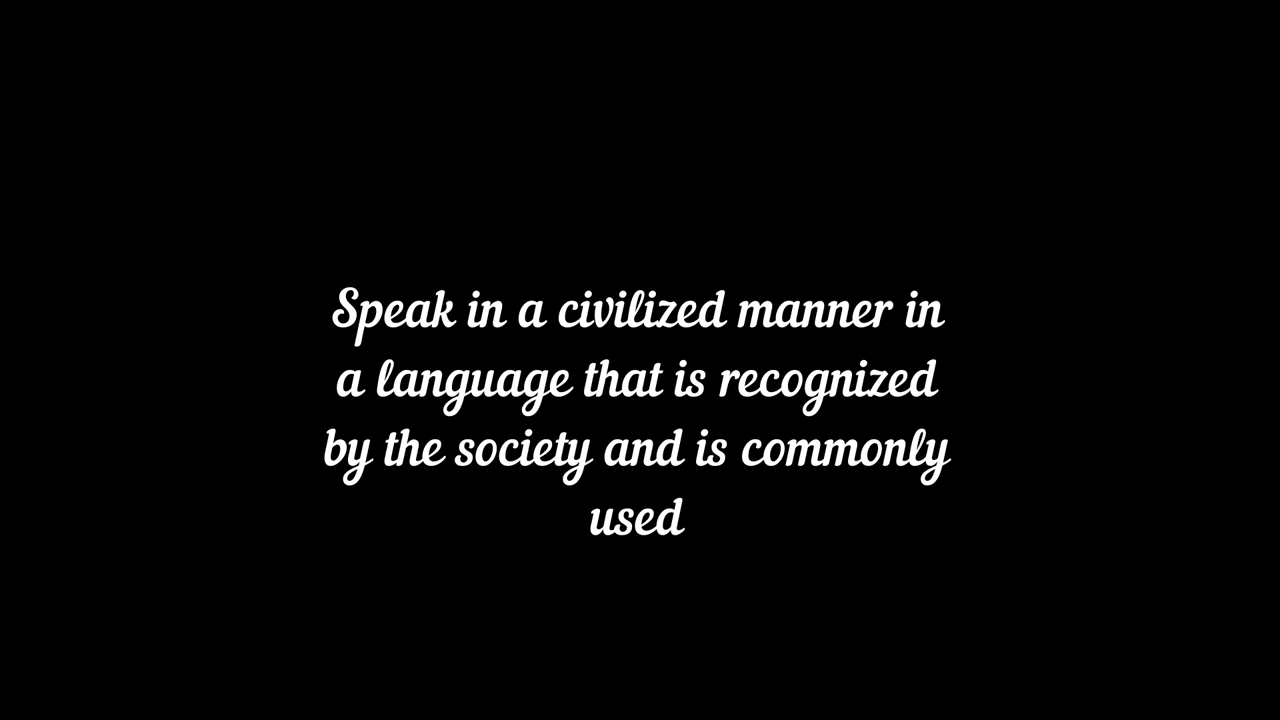 Speak in a civilized manner in
a language that is recognized
by the society and is commonly
used